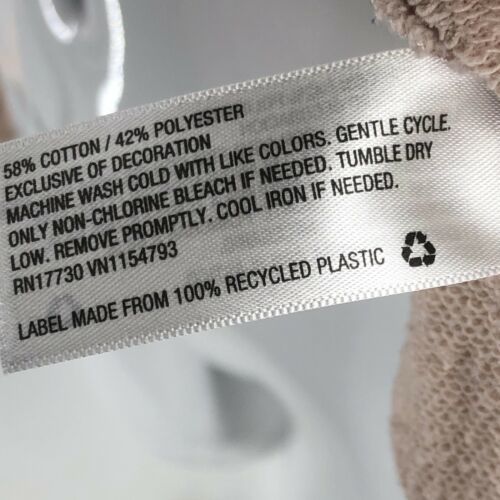 58% COTTON / 42% POLYESTER
EXCLUSIVE OF DECORATION
MACHINE WASH COLD WITH LIKE COLORS. GENTLE CYCLE.
ONLY NON-CHLORINE BLEACH IF NEEDED. TUMBLE DRY
LOW. REMOVE PROMPTLY. COOL IRON IF NEEDED.
RN17730 VN1154793
LABEL MADE FROM 100% RECYCLED PLASTIC